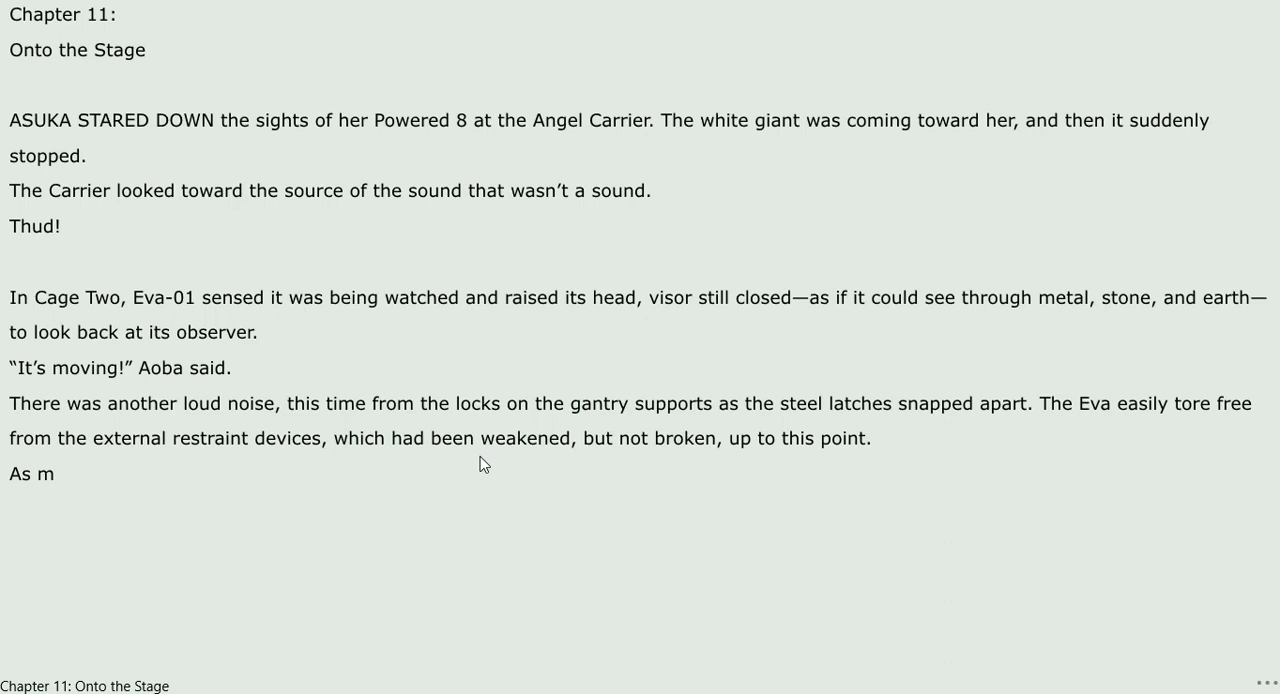 Chapter 11:
Onto the Stage
ASUKA STARED DOWN the sights of her Powered 8 at the Angel Carrier. The white giant was coming toward her, and then it suddenly
stopped.
The Carrier looked toward the source of the sound that wasn’t a sound.
Thud!
In Cage Two, Eva-01 sensed it was being watched and raised its head, visor still closed—as if it could see through metal, stone, and earth—
to look back at its observer.
“It’s moving!” Aoba said.
There was another loud noise, this time from the locks on the gantry supports as the steel latches snapped apart. The Eva easily tore free
from the external restraint devices, which had been weakened, but not broken, up to this point.
As m
Chapter 11: Onto the Stage